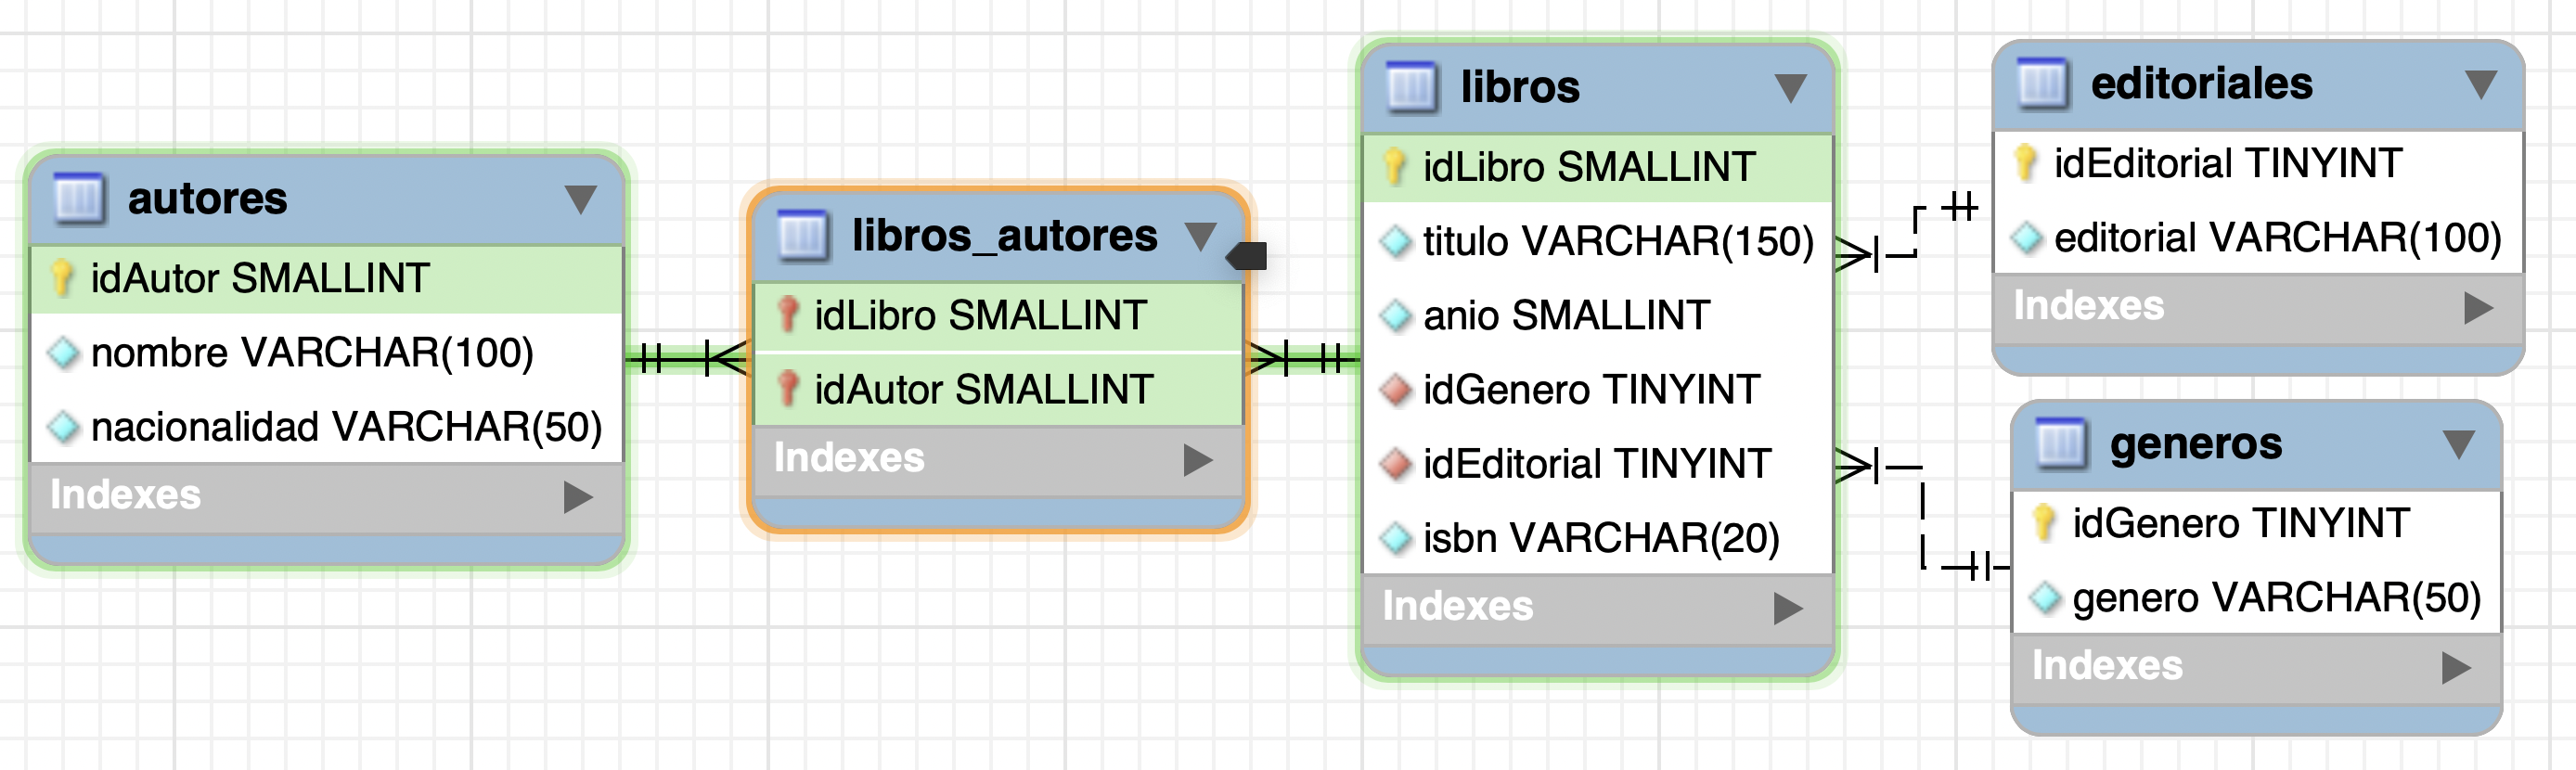 autores
idAutor SMALLINT
nombre VARCHAR(100)
nacionalidad VARCHAR(50)
Indexes
libros_autores
idLibro SMALLINT
idAutor SMALLINT
Indexes
libros
idLibro SMALLINT
titulo VARCHAR(150)
anio SMALLINT
idGenero TINYINT
idEditorial TINYINT
isbn VARCHAR(20)
Indexes
editoriales
idEditorial TINYINT
editorial VARCHAR(100)
Indexes
generos
idGenero TINYINT
genero VARCHAR(50)
Indexes